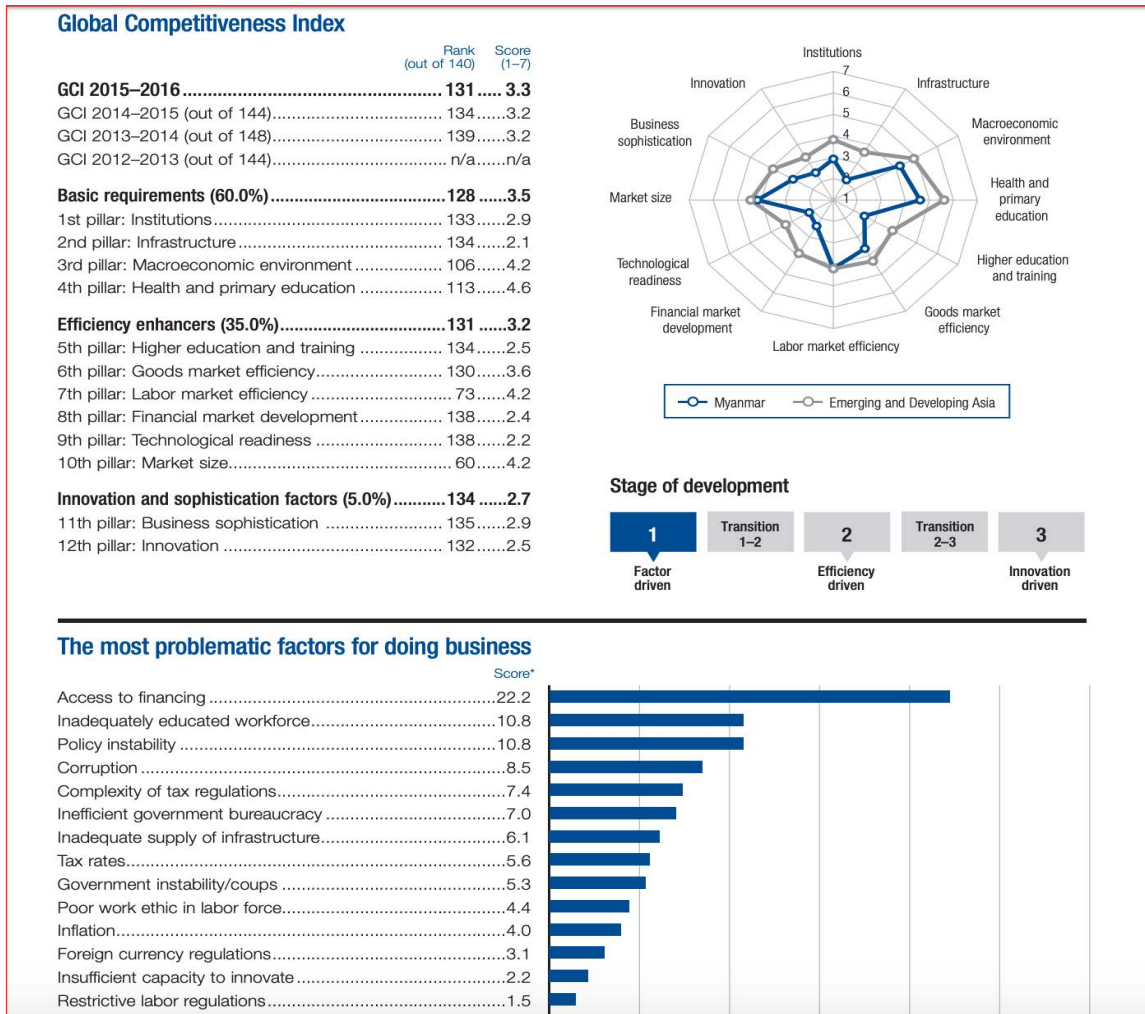 Global Competitiveness Index
Rank Score
(out of 140) (1–7)
GCI 2015–2016 131 3.3
GCI 2014–2015 (out of 144) 134 3.2
GCI 2013–2014 (out of 148) 139 3.2
GCI 2012–2013 (out of 144) n/a n/a
Basic requirements (60.0%) 128 3.5
1st pillar: Institutions 133 2.9
2nd pillar: Infrastructure 134 2.1
3rd pillar: Macroeconomic environment 106 4.2
4th pillar: Health and primary education 113 4.6
Efficiency enhancers (35.0%) 131 3.2
5th pillar: Higher education and training 134 2.5
6th pillar: Goods market efficiency 130 3.6
7th pillar: Labor market efficiency 73 4.2
8th pillar: Financial market development 138 2.4
9th pillar: Technological readiness 138 2.2
10th pillar: Market size 60 4.2
Innovation and sophistication factors (5.0%) 134 2.7
11th pillar: Business sophistication 135 2.9
12th pillar: Innovation 132 2.5
Institutions
Infrastructure
Macroeconomic
environment
Health and
primary
education
Higher education
and training
Goods market
efficiency
Labor market efficiency
Financial market
development
Technological
readiness
Market size
Business
sophistication
Innovation
7
6
5
4
3
2
1
Myanmar
Emerging and Developing Asia
Stage of development
1
Transition
1–2
2
Transition
2–3
3
Factor
driven
Efficiency
driven
Innovation
driven
The most problematic factors for doing business
Score*
Access to financing 22.2
Inadequately educated workforce 10.8
Policy instability 10.8
Corruption 8.5
Complexity of tax regulations 7.4
Inefficient government bureaucracy 7.0
Inadequate supply of infrastructure 6.1
Tax rates 5.6
Government instability/coups 5.3
Poor work ethic in labor force 4.4
Inflation 4.0
Foreign currency regulations 3.1
Insufficient capacity to innovate 2.2
Restrictive labor regulations 1.5